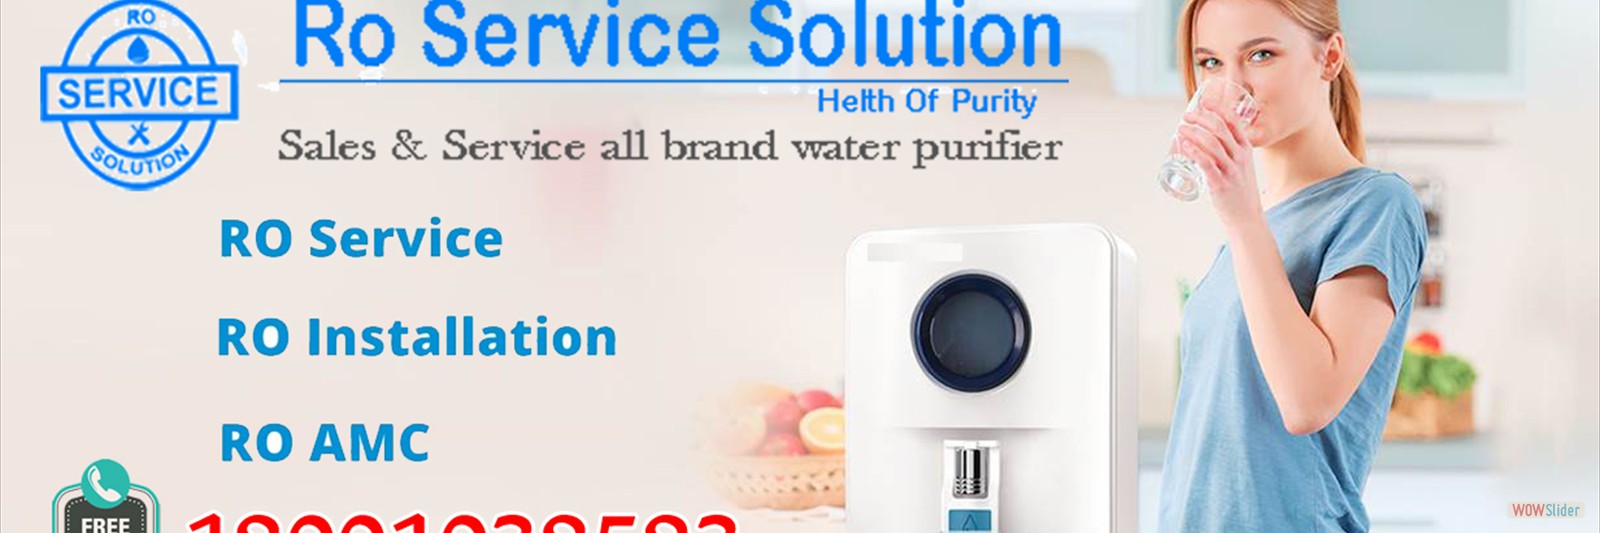 RO
SERVICE
SOLUTION
Ro Service Solution
Helth Of Purity
Sales & Service all brand water purifier
RO Service
RO Installation
RO AMC
FREE
WOWSlider